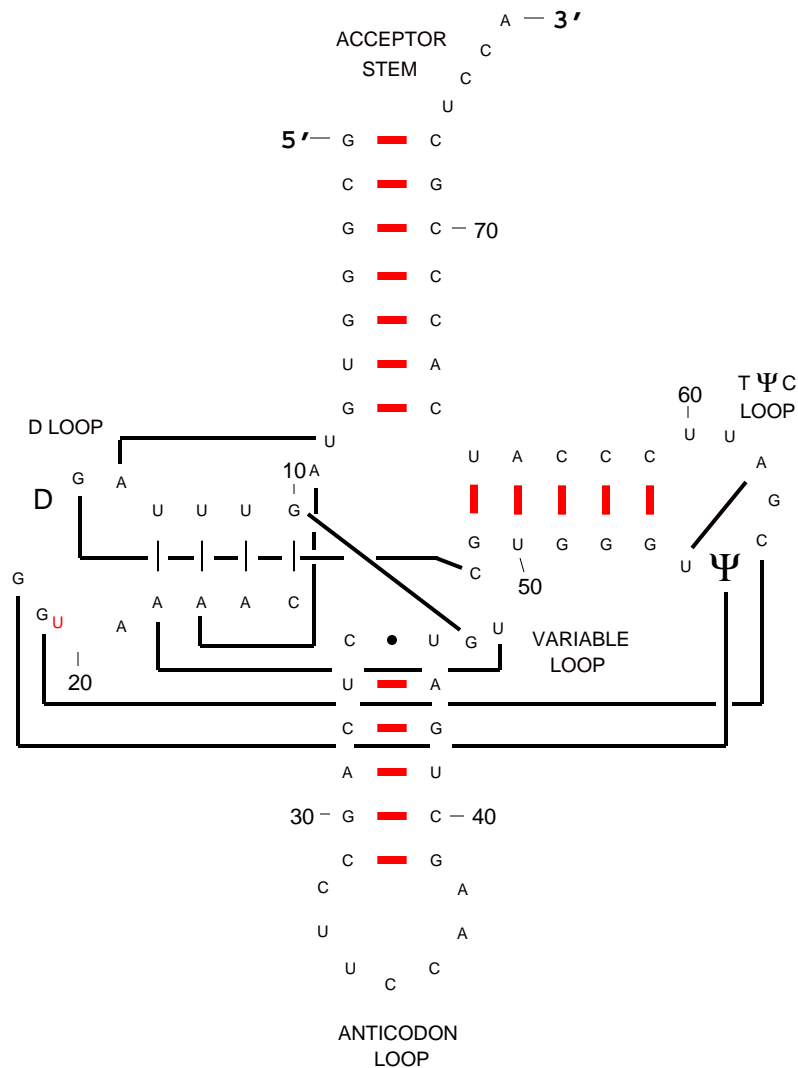 A – 3′
ACCEPTOR
STEM
C
C
U
5′ – G C
C G
G C – 70
G C
G C
U A
G C
60
T Ψ C
LOOP
D LOOP
U
U U
G A
10 A
U A C C C
A
D
U U U G
G
G U G G G
C
C
U Ψ
50
G
A A A C
G U
A
C • U
G U
VARIABLE
LOOP
20
U A
C G
A U
30 – G C – 40
C G
C A
U A
U C
C
ANTICODON
LOOP